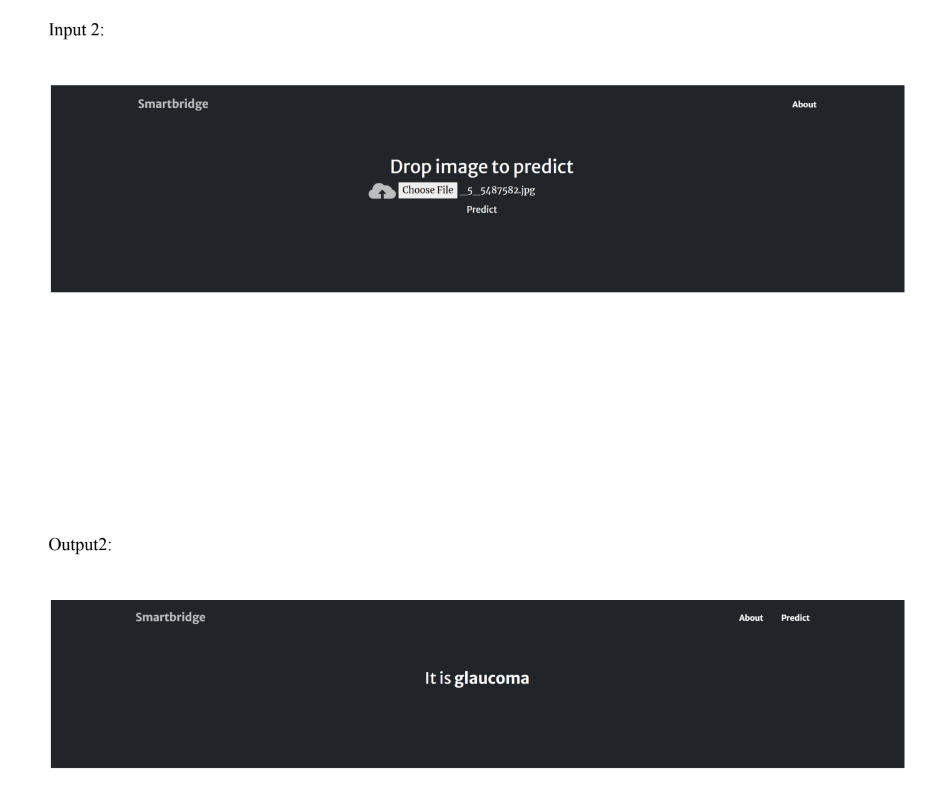 Input 2:
Smartbridge About
Drop image to predict
Choose File _5_5487582.jpg
Predict
Output2:
Smartbridge About Predict
It is glaucoma